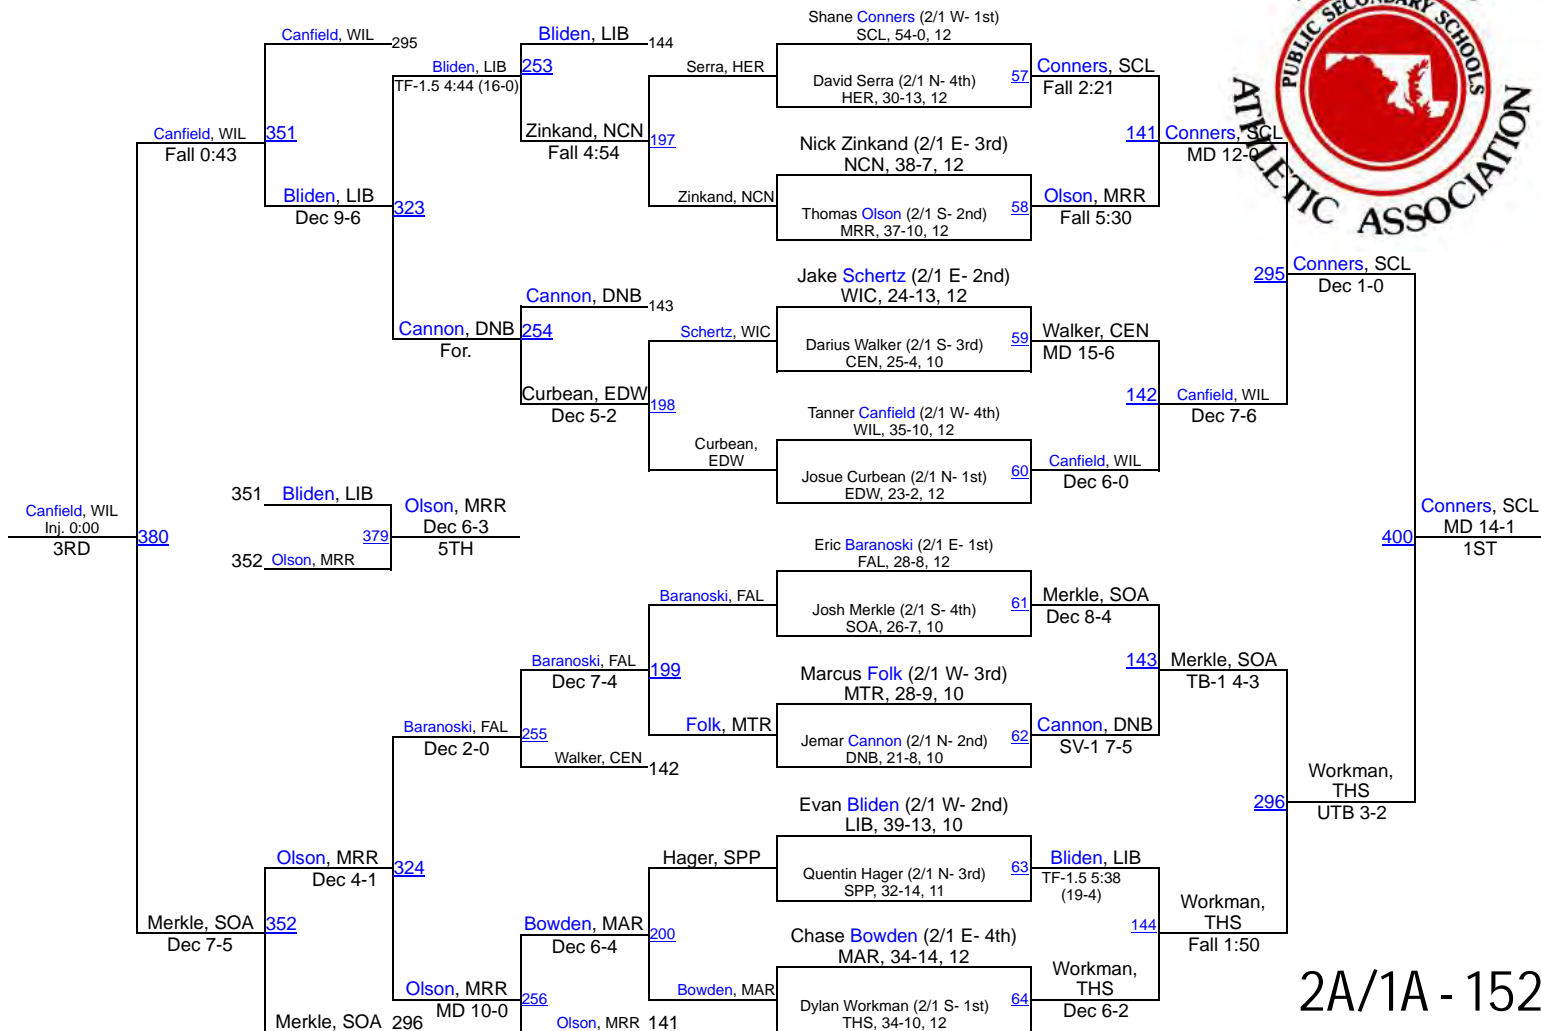 Canfield, WIL
295
Bliden, LIB
TF-1.5 4:44 (16-0)
253
Bliden, LIB
144
Zinkand, NCN
Fall 4:54
197
Serra, HER
Zinkand, NCN
Canfield, WIL
Fall 0:43
351
Bliden, LIB
Dec 9-6
323
Cannon, DNB
143
Cannon, DNB
For.
254
Curbean, EDW
Dec 5-2
198
Schertz, WIC
Curbean,
EDW
Shane Conners (2/1 W- 1st)
SCL, 54-0, 12
David Serra (2/1 N- 4th)
HER, 30-13, 12
57
Conners, SCL
Fall 2:21
Nick Zinkand (2/1 E- 3rd)
NCN, 38-7, 12
Thomas Olson (2/1 S- 2nd)
MRR, 37-10, 12
58
Olson, MRR
Fall 5:30
141
Conners, SCL
MD 12-0
Jake Schertz (2/1 E- 2nd)
WIC, 24-13, 12
Darius Walker (2/1 S- 3rd)
CEN, 25-4, 10
59
Walker, CEN
MD 15-6
Tanner Canfield (2/1 W- 4th)
WIL, 35-10, 12
Josue Curbean (2/1 N- 1st)
EDW, 23-2, 12
60
Canfield, WIL
Dec 6-0
142
Canfield, WIL
Dec 7-6
295
Conners, SCL
Dec 1-0
PUBLIC SECONDARY SCHOOLS
ATHLETIC ASSOCIATION
Canfield, WIL
Inj. 0:00
3RD
380
351
Bliden, LIB
352
Olson, MRR
379
Olson, MRR
Dec 6-3
5TH
400
Conners, SCL
MD 14-1
1ST
Eric Baranoski (2/1 E- 1st)
FAL, 28-8, 12
Josh Merkle (2/1 S- 4th)
SOA, 26-7, 10
61
Merkle, SOA
Dec 8-4
Marcus Folk (2/1 W- 3rd)
MTR, 28-9, 10
Jemar Cannon (2/1 N- 2nd)
DNB, 21-8, 10
62
Cannon, DNB
SV-1 7-5
143
Merkle, SOA
TB-1 4-3
Baranoski, FAL
Folk, MTR
199
Baranoski, FAL
Dec 7-4
Walker, CEN
142
255
Baranoski, FAL
Dec 2-0
Evan Bliden (2/1 W- 2nd)
LIB, 39-13, 10
Quentin Hager (2/1 N- 3rd)
SPP, 32-14, 11
63
Bliden, LIB
TF-1.5 5:38
(19-4)
Chase Bowden (2/1 E- 4th)
MAR, 34-14, 12
Dylan Workman (2/1 S- 1st)
THS, 34-10, 12
64
Workman,
THS
Dec 6-2
144
Workman,
THS
Fall 1:50
296
Workman,
THS
UTB 3-2
Hager, SPP
Bowden, MAR
200
Bowden, MAR
Dec 6-4
Olson, MRR
141
256
Olson, MRR
MD 10-0
324
Olson, MRR
Dec 4-1
Merkle, SOA
296
352
Merkle, SOA
Dec 7-5
2A/1A - 152